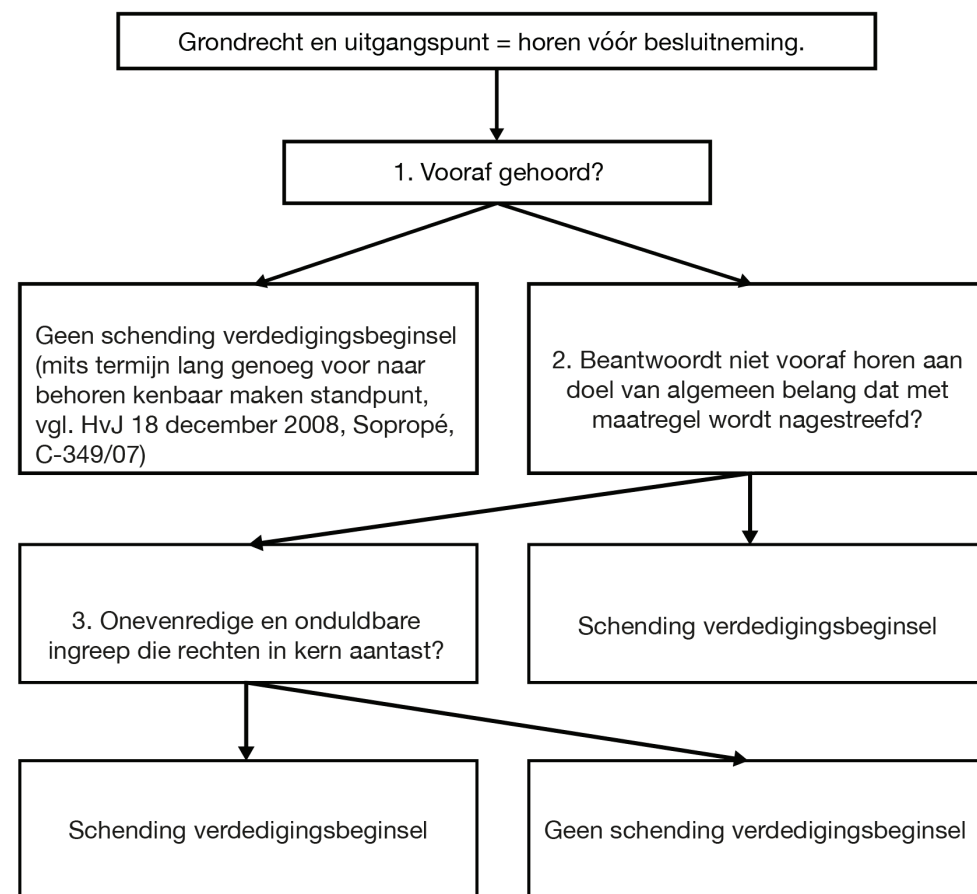 Grondrecht en uitgangspunt = horen vóór besluitneming.
1. Vooraf gehoord?
Geen schending verdedigingsbeginsel
(mits termijn lang genoeg voor naar
behoren kenbaar maken standpunt,
vgl. HvJ 18 december 2008, Sopropé,
C-349/07)
2. Beantwoordt niet vooraf horen aan
doel van algemeen belang dat met
maatregel wordt nagestreefd?
3. Onevenredige en onduldbare
ingreep die rechten in kern aantast?
Schending verdedigingsbeginsel
Schending verdedigingsbeginsel
Geen schending verdedigingsbeginsel